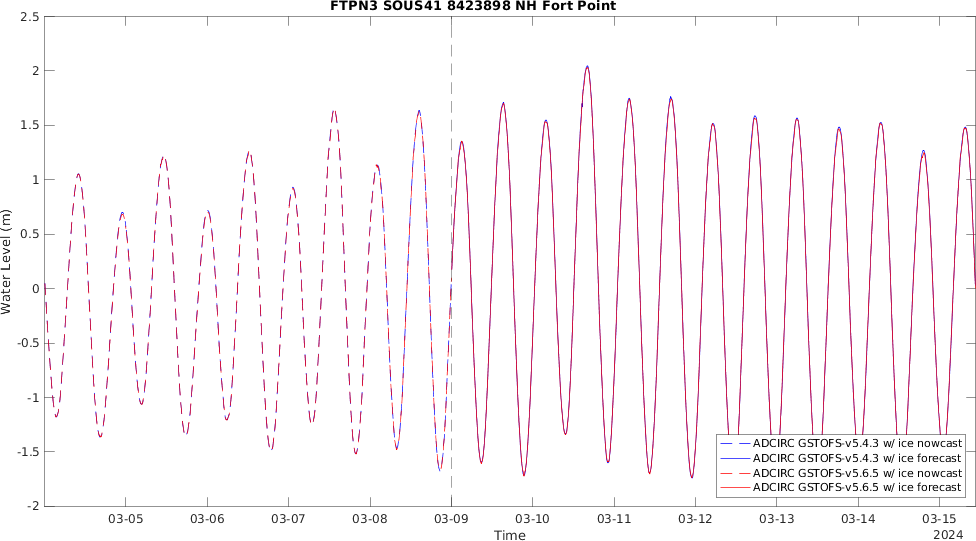 FTPN3 SOUS41 8423898 NH Fort Point
2.5
2
1.5
1
0.5
0
-0.5
-1
-1.5
-2
Water Level (m)
ADCIRC GSTOFS-v5.4.3 w/ ice nowcast
ADCIRC GSTOFS-v5.4.3 w/ ice forecast
ADCIRC GSTOFS-v5.6.5 w/ ice nowcast
ADCIRC GSTOFS-v5.6.5 w/ ice forecast
03-05 03-06 03-07 03-08 03-09 03-10 03-11 03-12 03-13 03-14 03-15
Time
2024